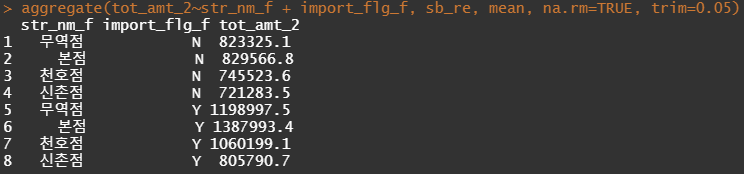 > aggregate(tot_amt_2~str_nm_f + import_flg_f, sb_re, mean, na.rm=TRUE, trim=0.05)
str_nm_f import_flg_f tot_amt_2
1 무역점 N 823325.1
2 본점 N 829566.8
3 천호점 N 745523.6
4 신촌점 N 721283.5
5 무역점 Y 1198997.5
6 본점 Y 1387993.4
7 천호점 Y 1060199.1
8 신촌점 Y 805790.7